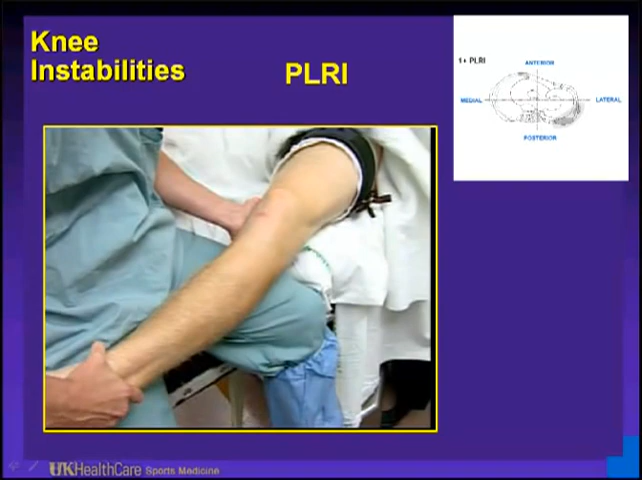 Knee
Instabilities
PLRI
1+ PLRI
ANTERIOR
MEDIAL
LATERAL
POSTERIOR
UKHealthCare Sports Medicine